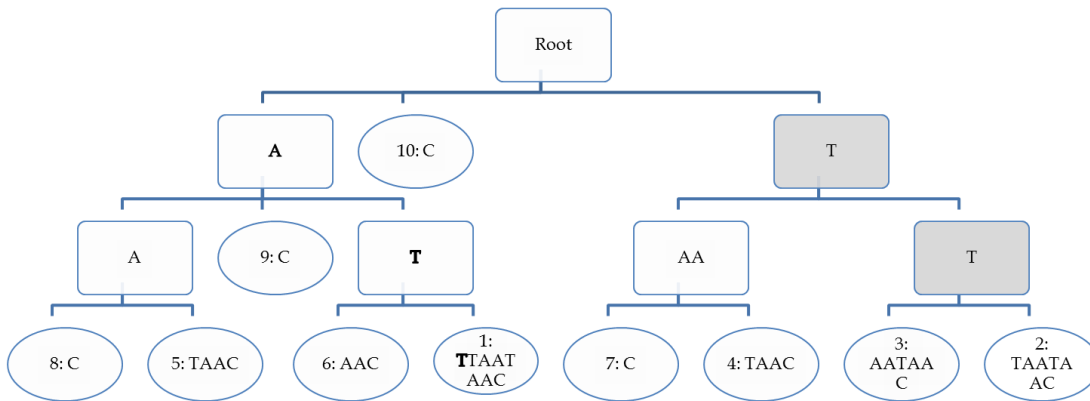 Root
A
10: C
T
A
9: C
T
AA
T
8: C
5: TAAC
6: AAC
1:
TTAAT
AAC
7: C
4: TAAC
3:
AATAA
C
2:
TAATA
AC